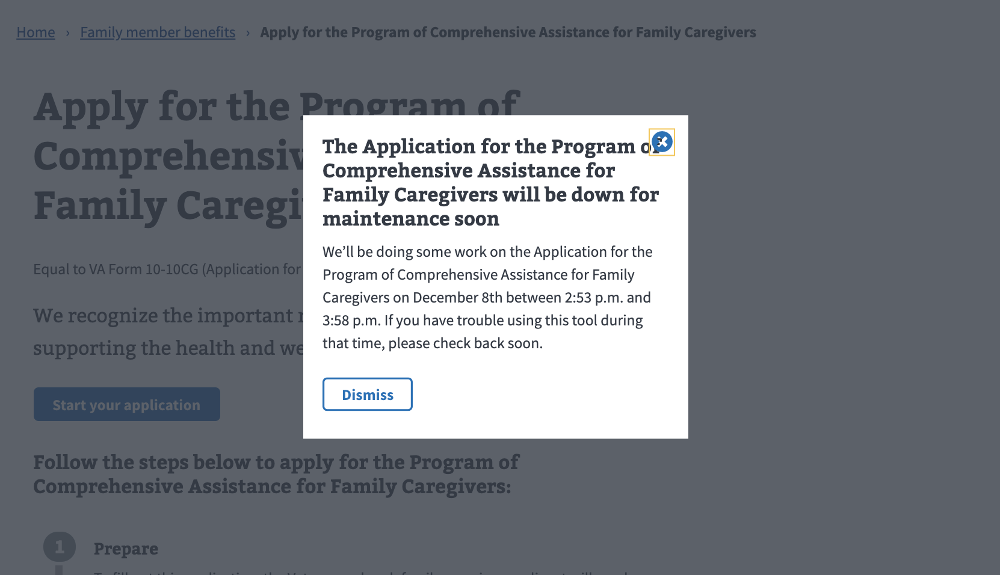 Home › Family member benefits › Apply for the Program of Comprehensive Assistance for Family Caregivers
Apply for the Program of
Comprehensiv
Family Caregi
Equal to VA Form 10-10CG (Application for
We recognize the important
supporting the health and we
Start your application
Follow the steps below to apply for the Program of
Comprehensive Assistance for Family Caregivers:
1 Prepare
The Application for the Program of
Comprehensive Assistance for
Family Caregivers will be down for
maintenance soon
We’ll be doing some work on the Application for the
Program of Comprehensive Assistance for Family
Caregivers on December 8th between 2:53 p.m. and
3:58 p.m. If you have trouble using this tool during
that time, please check back soon.
Dismiss